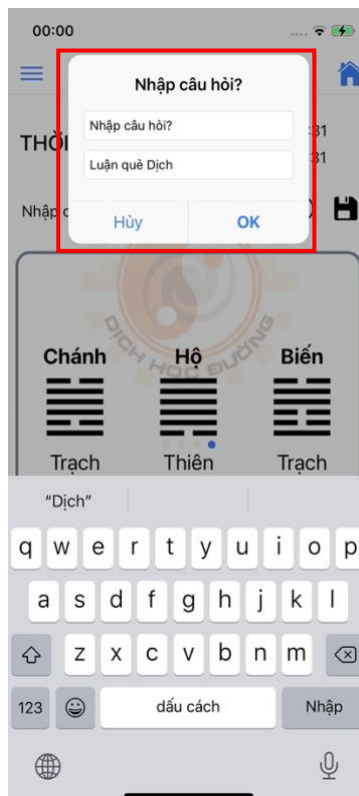 00:00
Nhập câu hỏi?
Nhập câu hỏi?
Luận quẻ Dịch
Hủy OK
THỜI
:31
:31
Nhập c
DỊCH HỌC ĐƯỜNG
Chánh Hộ Biến
Trạch Thiên Trạch
“Dịch”
q w e r t y u i o p
a s d f g h j k l
z x c v b n m
123 dấu cách Nhập